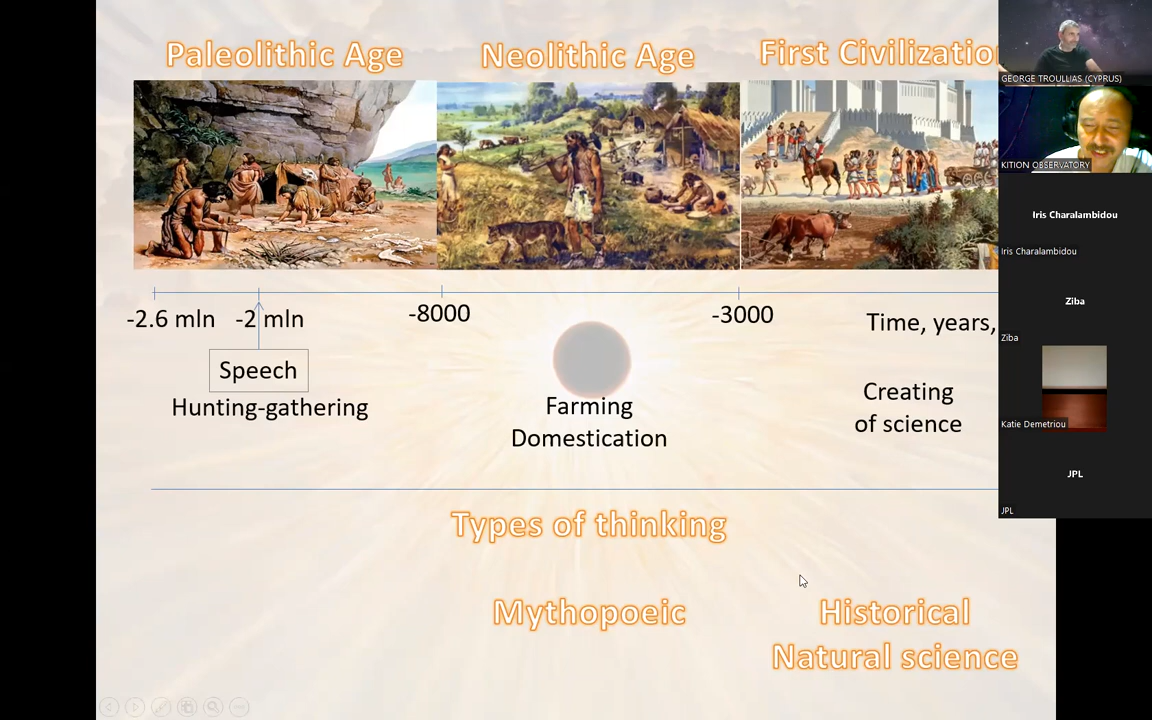 Paleolithic Age
Neolithic Age
First Civilization
-2.6 mln
-2 mln
-8000
-3000
Time, years,
Speech
Hunting-gathering
Farming
Domestication
Creating
of science
Types of thinking
Mythopoeic
Historical
Natural science
GEORGE TROULLIAS (CYPRUS)
KITION OBSERVATORY
Iris Charalambidou
Iris Charalambidou
Ziba
Ziba
Katie Demetriou
JPL
JPL